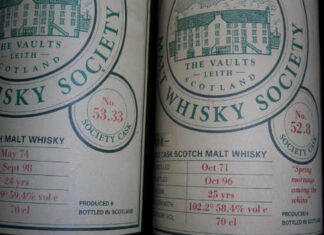 THE VAULTS
LEITH
SCOTLAND
SKY SOCIETY
No.
53.33
SOCIETY CASK
H MALT WHISKY
May 74
Sept 98
24 yrs
59.4% vol
70 cl
PRODUCED &
BOTTLED IN SCOTLAND
THE VAULTS
LEITH
SCOTLAND
MALT WHISKY SOCIETY
No.
52.8
SOCIETY CASK
CASK SCOTCH MALT WHISKY
Oct 71
Oct 96
25 yrs
102.2° 58.4% vol
70 cl
"Spring
mornings
among the
whin"
PRODUCED &
BOTTLED IN SCOTLAND